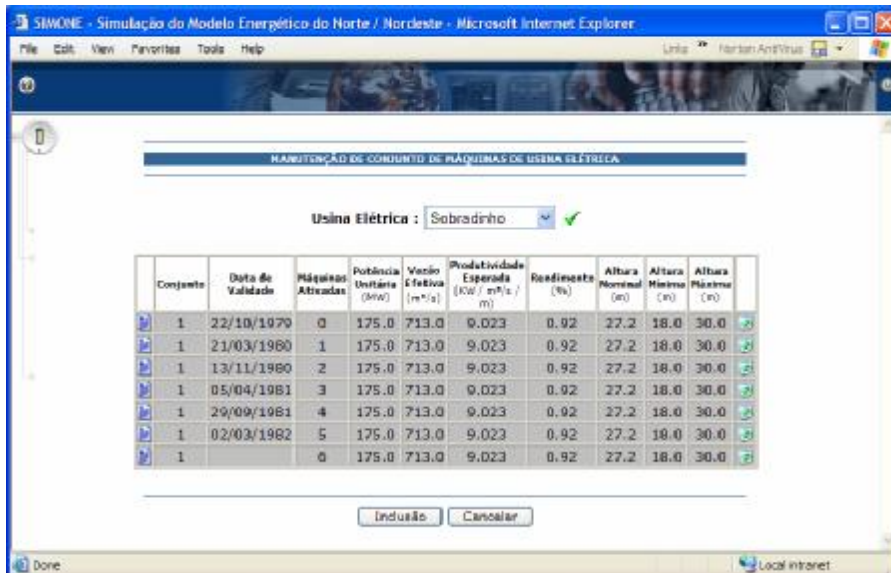 SIMONE - Simulação do Modelo Energético do Norte / Nordeste - Microsoft Internet Explorer
File Edit View Favorites Tools Help Links » Norton AntiVirus
MANUTENÇÃO DE CONJUNTO DE MÁQUINAS DE USINA ELÉTRICA
Usina Elétrica : Sobradinho
Conjunto Data de Validade Máquinas Ativadas Potência Unitária (MW) Vazão Efetiva (m³/s) Produtividade Esperada (KW / m³/s / m) Rendimento (%) Altura Nominal (m) Altura Mínima (m) Altura Máxima (m)
1 22/10/1979 0 175.0 713.0 9.023 0.92 27.2 18.0 30.0
1 21/03/1980 1 175.0 713.0 9.023 0.92 27.2 18.0 30.0
1 13/11/1980 2 175.0 713.0 9.023 0.92 27.2 18.0 30.0
1 05/04/1981 3 175.0 713.0 9.023 0.92 27.2 18.0 30.0
1 29/09/1981 4 175.0 713.0 9.023 0.92 27.2 18.0 30.0
1 02/03/1982 5 175.0 713.0 9.023 0.92 27.2 18.0 30.0
1 175.0 713.0 9.023 0.92 27.2 18.0 30.0
Inclusão Cancelar
Done Local intranet